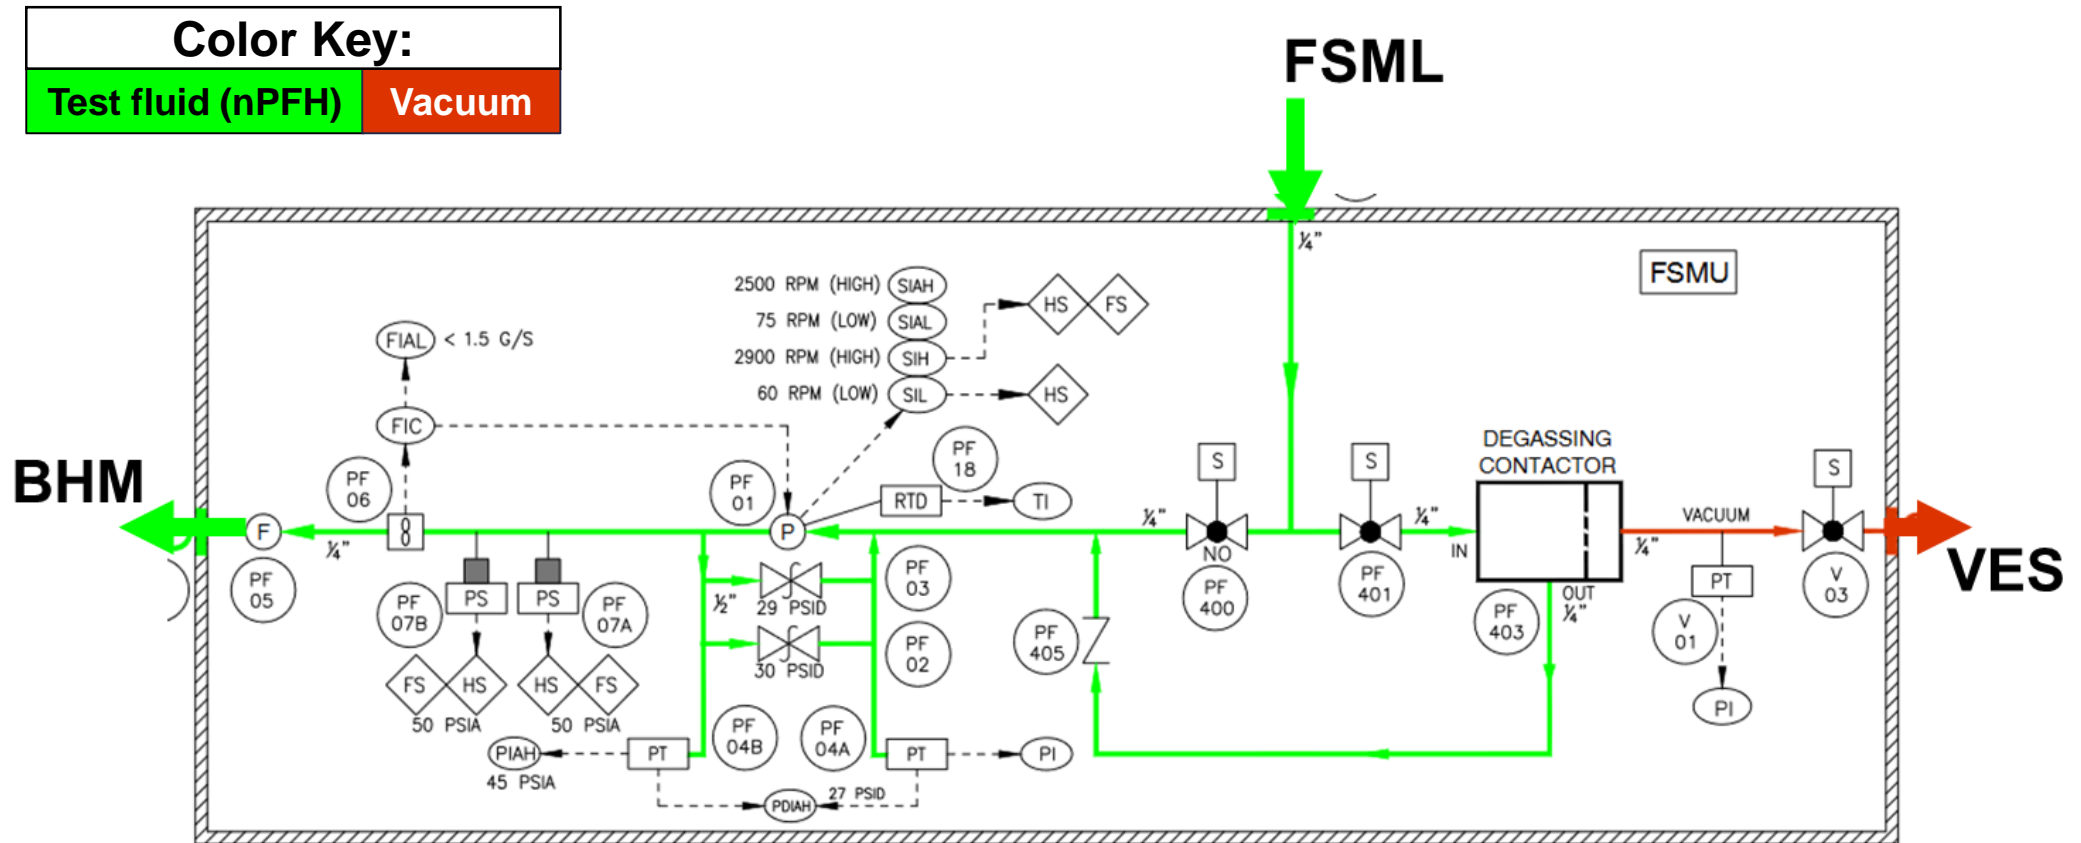 Color Key:
Test fluid (nPFH)
Vacuum
FSML
¼"
FSMU
2500 RPM (HIGH) SIAH
75 RPM (LOW) SIAL
2900 RPM (HIGH) SIH
60 RPM (LOW) SIL
HS FS
HS
FIAL < 1.5 G/S
FIC
BHM
PF 06
PF 01
PF 18
RTD
TI
S
S
DEGASSING
CONTACTOR
S
F
¼"
8
P
¼"
NO
¼"
IN
VACUUM
¼"
OUT
¼"
VES
PF 05
PF 07B
PS
PS
PF 07A
½"
29 PSID
30 PSID
PF 03
PF 02
PF 400
PF 401
PF 403
PF 405
PT
V 01
V 03
PI
FS HS
50 PSIA
HS FS
50 PSIA
PIAH
45 PSIA
PT
PF 04B
PF 04A
PT
PI
PDIAH
27 PSID